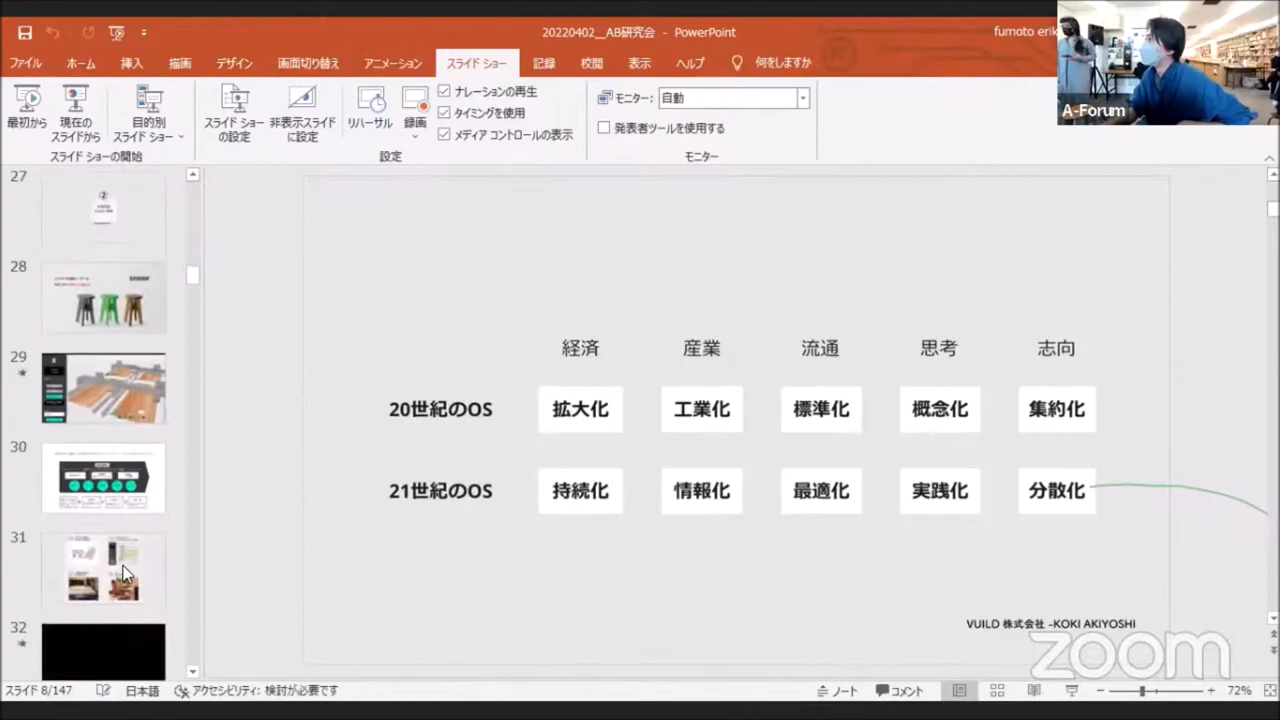 20220402__AB研究会 - PowerPoint
fumoto erik
ファイル ホーム 挿入 描画 デザイン 画面切り替え アニメーション スライド ショー 記録 校閲 表示 ヘルプ 何をしますか
A-Forum
最初から
現在の
スライドから
目的別
スライド ショー
スライド ショーの開始
スライド ショー
の設定
非表示スライド
に設定
リハーサル
録画
ナレーションの再生
タイミングを使用
メディア コントロールの表示
設定
モニター: 自動
発表者ツールを使用する
モニター
27
28
29
30
31
32
経済 産業 流通 思考 志向
20世紀のOS 拡大化 工業化 標準化 概念化 集約化
21世紀のOS 持続化 情報化 最適化 実践化 分散化
VUILD 株式会社 -KOKI AKIYOSHI
zoom
スライド 8/147 日本語 アクセシビリティ: 検討が必要です ノート コメント 72%